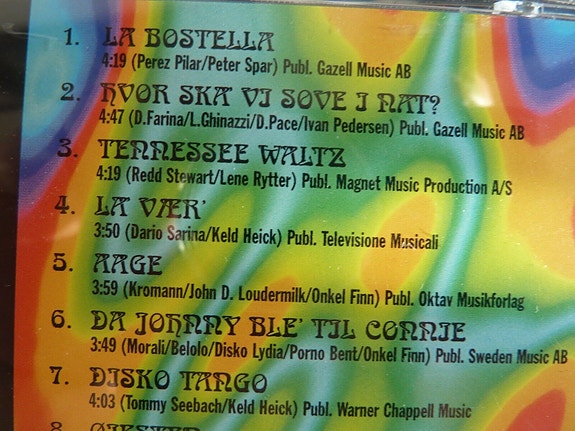 1. LA BOSTELLA
4:19 (Perez Pilar/Peter Spar) Publ. Gazell Music AB
2. HVOR SKA' VI SOVE I NAT?
4:47 (D.Farina/L.Ghinazzi/D.Pace/Ivan Pedersen) Publ. Gazell Music AB
3. TENNESSEE WALTZ
4:19 (Redd Stewart/Lene Rytter) Publ. Magnet Music Production A/S
4. LA VÆR'
3:50 (Dario Sarina/Keld Heick) Publ. Televisione Musicali
5. AAGE
3:59 (Kromann/John D. Loudermilk/Onkel Finn) Publ. Oktav Musikforlag
6. DA JOHNNY BLE' TIL CONNIE
3:49 (Morali/Belolo/Disko Lydia/Porno Bent/Onkel Finn) Publ. Sweden Music AB
7. DISKO TANGO
4:03 (Tommy Seebach/Keld Heick) Publ. Warner Chappell Music
8.